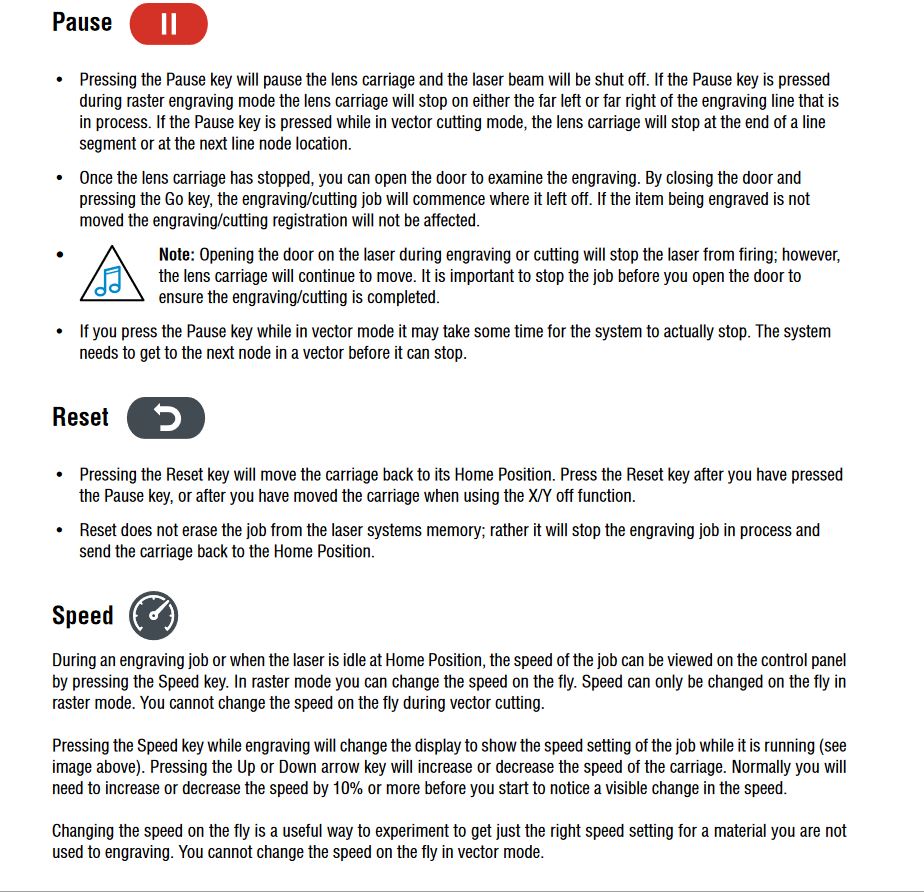 Pause
• Pressing the Pause key will pause the lens carriage and the laser beam will be shut off. If the Pause key is pressed
during raster engraving mode the lens carriage will stop on either the far left or far right of the engraving line that is
in process. If the Pause key is pressed while in vector cutting mode, the lens carriage will stop at the end of a line
segment or at the next line node location.
• Once the lens carriage has stopped, you can open the door to examine the engraving. By closing the door and
pressing the Go key, the engraving/cutting job will commence where it left off. If the item being engraved is not
moved the engraving/cutting registration will not be affected.
• Note: Opening the door on the laser during engraving or cutting will stop the laser from firing; however,
the lens carriage will continue to move. It is important to stop the job before you open the door to
ensure the engraving/cutting is completed.
• If you press the Pause key while in vector mode it may take some time for the system to actually stop. The system
needs to get to the next node in a vector before it can stop.
Reset
• Pressing the Reset key will move the carriage back to its Home Position. Press the Reset key after you have pressed
the Pause key, or after you have moved the carriage when using the X/Y off function.
• Reset does not erase the job from the laser systems memory; rather it will stop the engraving job in process and
send the carriage back to the Home Position.
Speed
During an engraving job or when the laser is idle at Home Position, the speed of the job can be viewed on the control panel
by pressing the Speed key. In raster mode you can change the speed on the fly. Speed can only be changed on the fly in
raster mode. You cannot change the speed on the fly during vector cutting.
Pressing the Speed key while engraving will change the display to show the speed setting of the job while it is running (see
image above). Pressing the Up or Down arrow key will increase or decrease the speed of the carriage. Normally you will
need to increase or decrease the speed by 10% or more before you start to notice a visible change in the speed.
Changing the speed on the fly is a useful way to experiment to get just the right speed setting for a material you are not
used to engraving. You cannot change the speed on the fly in vector mode.